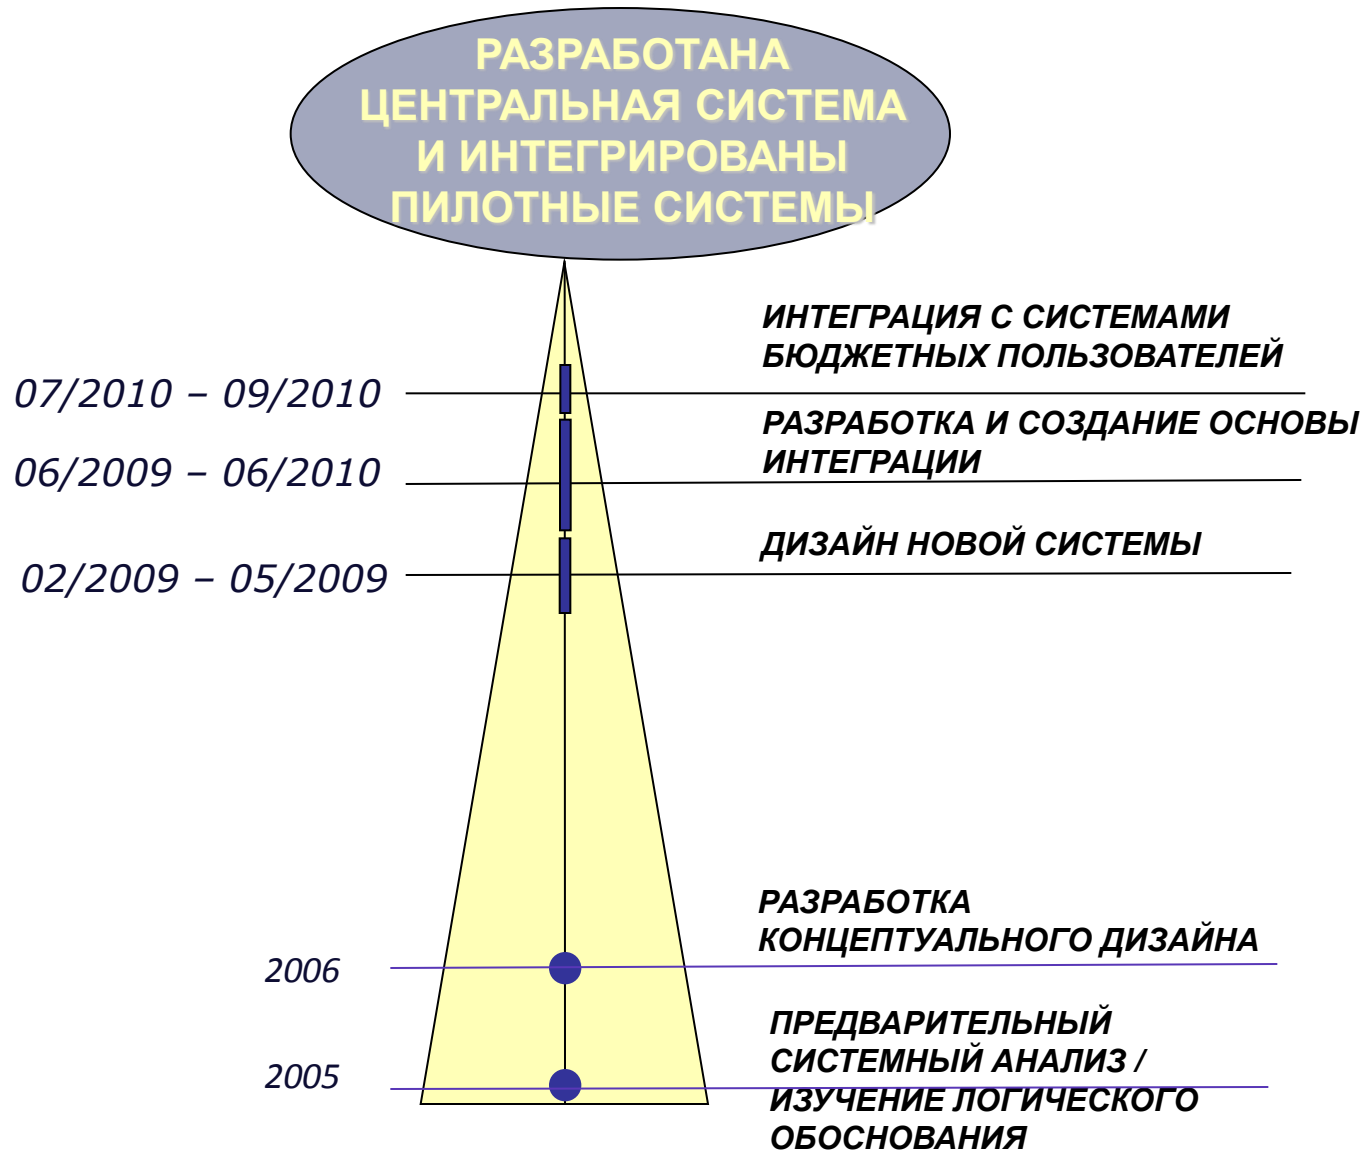 РАЗРАБОТАНА
ЦЕНТРАЛЬНАЯ СИСТЕМА
И ИНТЕГРИРОВАНЫ
ПИЛОТНЫЕ СИСТЕМЫ
ИНТЕГРАЦИЯ С СИСТЕМАМИ
БЮДЖЕТНЫХ ПОЛЬЗОВАТЕЛЕЙ
07/2010 – 09/2010
РАЗРАБОТКА И СОЗДАНИЕ ОСНОВЫ
ИНТЕГРАЦИИ
06/2009 – 06/2010
ДИЗАЙН НОВОЙ СИСТЕМЫ
02/2009 – 05/2009
РАЗРАБОТКА
КОНЦЕПТУАЛЬНОГО ДИЗАЙНА
2006
ПРЕДВАРИТЕЛЬНЫЙ
СИСТЕМНЫЙ АНАЛИЗ /
ИЗУЧЕНИЕ ЛОГИЧЕСКОГО
ОБОСНОВАНИЯ
2005